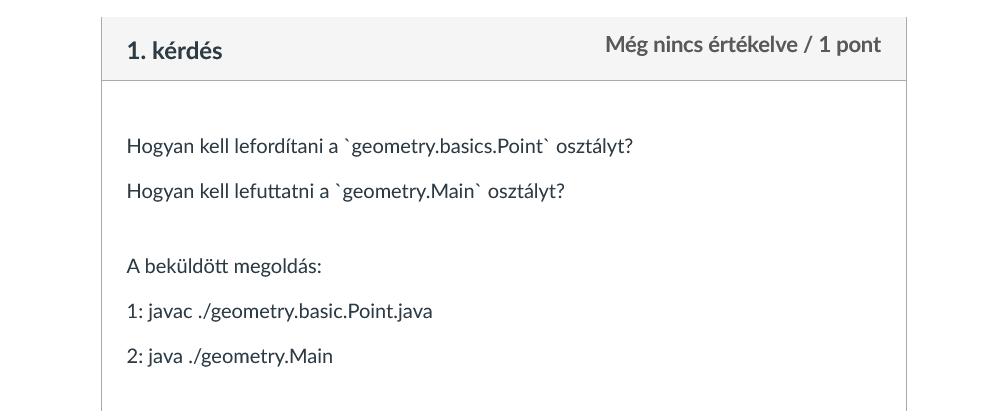 1. kérdés
Még nincs értékelve / 1 pont
Hogyan kell lefordítani a `geometry.basics.Point` osztályt?
Hogyan kell lefuttatni a `geometry.Main` osztályt?
A beküldött megoldás:
1: javac ./geometry.basic.Point.java
2: java ./geometry.Main